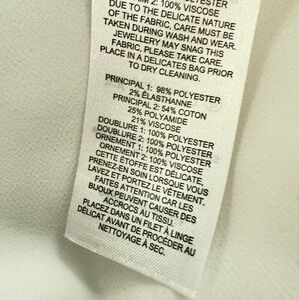 POLYESTER
2: 100% VISCOSE
DUE TO THE DELICATE NATURE
OF THE FABRIC, CARE MUST BE
TAKEN DURING WASH AND WEAR.
JEWELLERY MAY SNAG THIS
FABRIC, PLEASE TAKE CARE.
PLACE IN A DELICATES BAG PRIOR
TO DRY CLEANING.
PRINCIPAL 1: 98% POLYESTER
2% ÉLASTHANNE
PRINCIPAL 2: 54% COTON
25% POLYAMIDE
21% VISCOSE
DOUBLURE 1: 100% POLYESTER
DOUBLURE 2: 100% POLYESTER
ORNEMENT 1: 100% POLYESTER
ORNEMENT 2: 100% VISCOSE
CETTE ÉTOFFE EST DÉLICATE,
PRENEZ-EN SOIN LORSQUE VOUS
LAVEZ ET PORTEZ LE VÊTEMENT.
ATTENTION CAR LES
BIJOUX PEUVENT CAUSER DES
ACCROCS AU TISSU.
PLACEZ DANS UN FILET À LINGE
DÉLICAT AVANT DE PROCÉDER AU
NETTOYAGE À SEC.